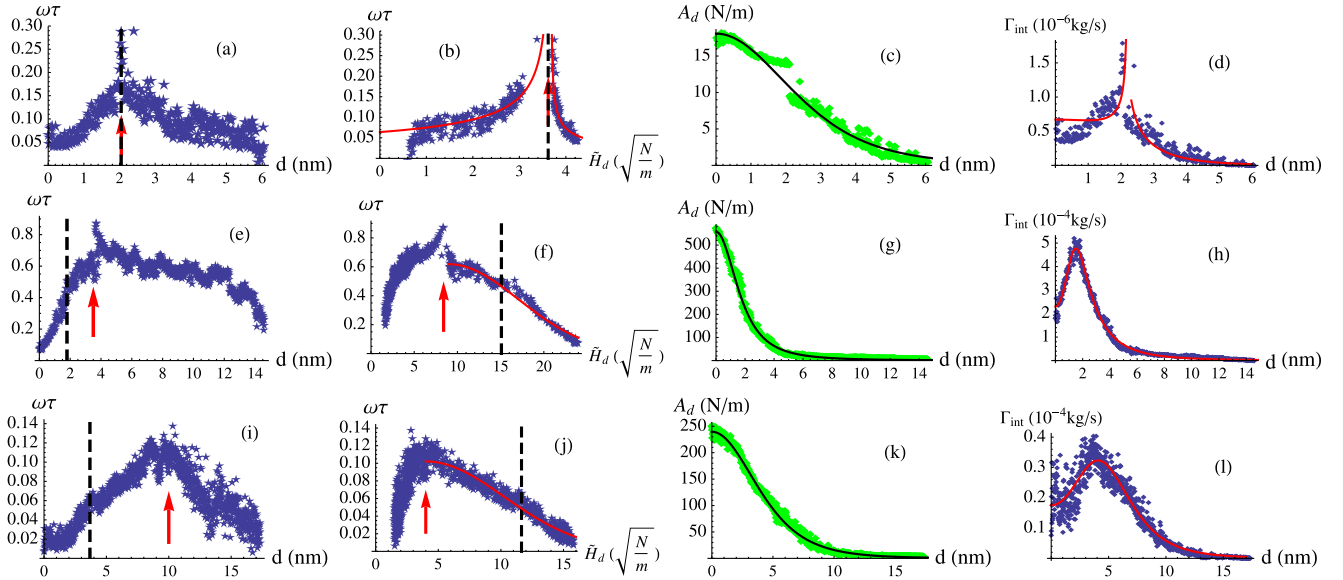 ωτ
0.30
0.25
0.20
0.15
0.10
0.05
0 1 2 3 4 5 6
d (nm)
(a)
ωτ
0.30
0.25
0.20
0.15
0.10
0.05
0 1 2 3 4
H̃_d (√(N/m))
(b)
A_d (N/m)
15
10
5
0 1 2 3 4 5 6
d (nm)
(c)
Γ_int (10⁻⁶kg/s)
1.5
1.0
0.5
1 2 3 4 5 6
d (nm)
(d)
ωτ
0.8
0.6
0.4
0.2
0 2 4 6 8 10 12 14
d (nm)
(e)
ωτ
0.8
0.6
0.4
0.2
0 5 10 15 20
H̃_d (√(N/m))
(f)
A_d (N/m)
500
400
300
200
100
0 2 4 6 8 10 12 14
d (nm)
(g)
Γ_int (10⁻⁴kg/s)
5
4
3
2
1
2 4 6 8 10 12 14
d (nm)
(h)
ωτ
0.14
0.12
0.10
0.08
0.06
0.04
0.02
0 5 10 15
d (nm)
(i)
ωτ
0.14
0.12
0.10
0.08
0.06
0.04
0.02
0 5 10 15
H̃_d (√(N/m))
(j)
A_d (N/m)
250
200
150
100
50
0 5 10 15
d (nm)
(k)
Γ_int (10⁻⁴kg/s)
0.4
0.3
0.2
0.1
5 10 15
d (nm)
(l)